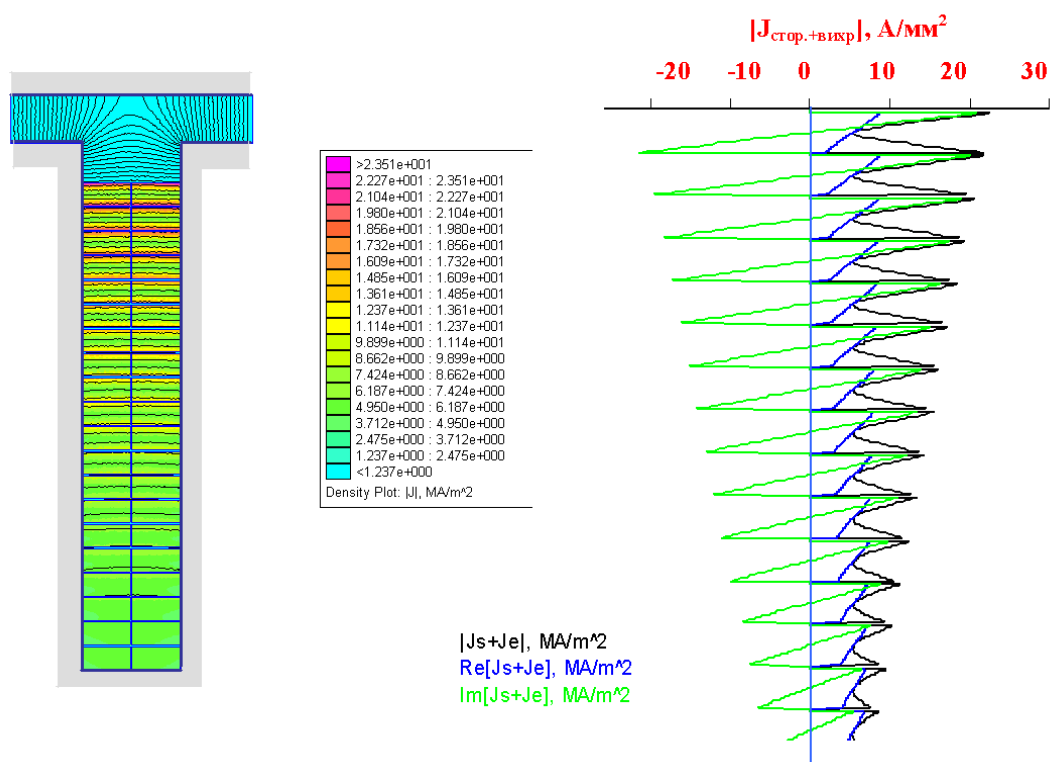 |Jстор.+вихр|, А/мм²
-20 -10 0 10 20 30
>2.351e+001
2.227e+001 : 2.351e+001
2.104e+001 : 2.227e+001
1.980e+001 : 2.104e+001
1.856e+001 : 1.980e+001
1.732e+001 : 1.856e+001
1.609e+001 : 1.732e+001
1.485e+001 : 1.609e+001
1.361e+001 : 1.485e+001
1.237e+001 : 1.361e+001
1.114e+001 : 1.237e+001
9.899e+000 : 1.114e+001
8.662e+000 : 9.899e+000
7.424e+000 : 8.662e+000
6.187e+000 : 7.424e+000
4.950e+000 : 6.187e+000
3.712e+000 : 4.950e+000
2.475e+000 : 3.712e+000
1.237e+000 : 2.475e+000
<1.237e+000
Density Plot: |J|, MA/m^2
|Js+Je|, MA/m^2
Re[Js+Je], MA/m^2
Im[Js+Je], MA/m^2